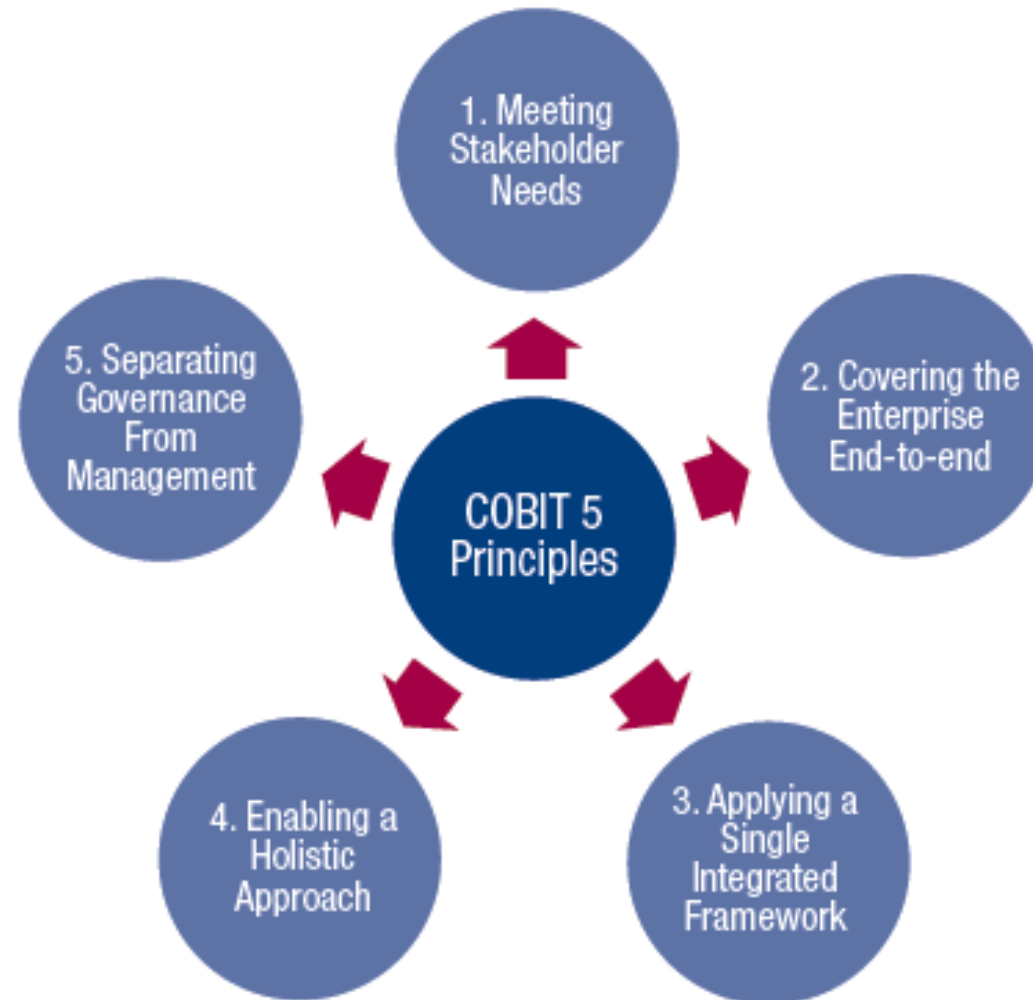 1. Meeting
Stakeholder
Needs
2. Covering the
Enterprise
End-to-end
3. Applying a
Single
Integrated
Framework
4. Enabling a
Holistic
Approach
5. Separating
Governance
From
Management
COBIT 5
Principles